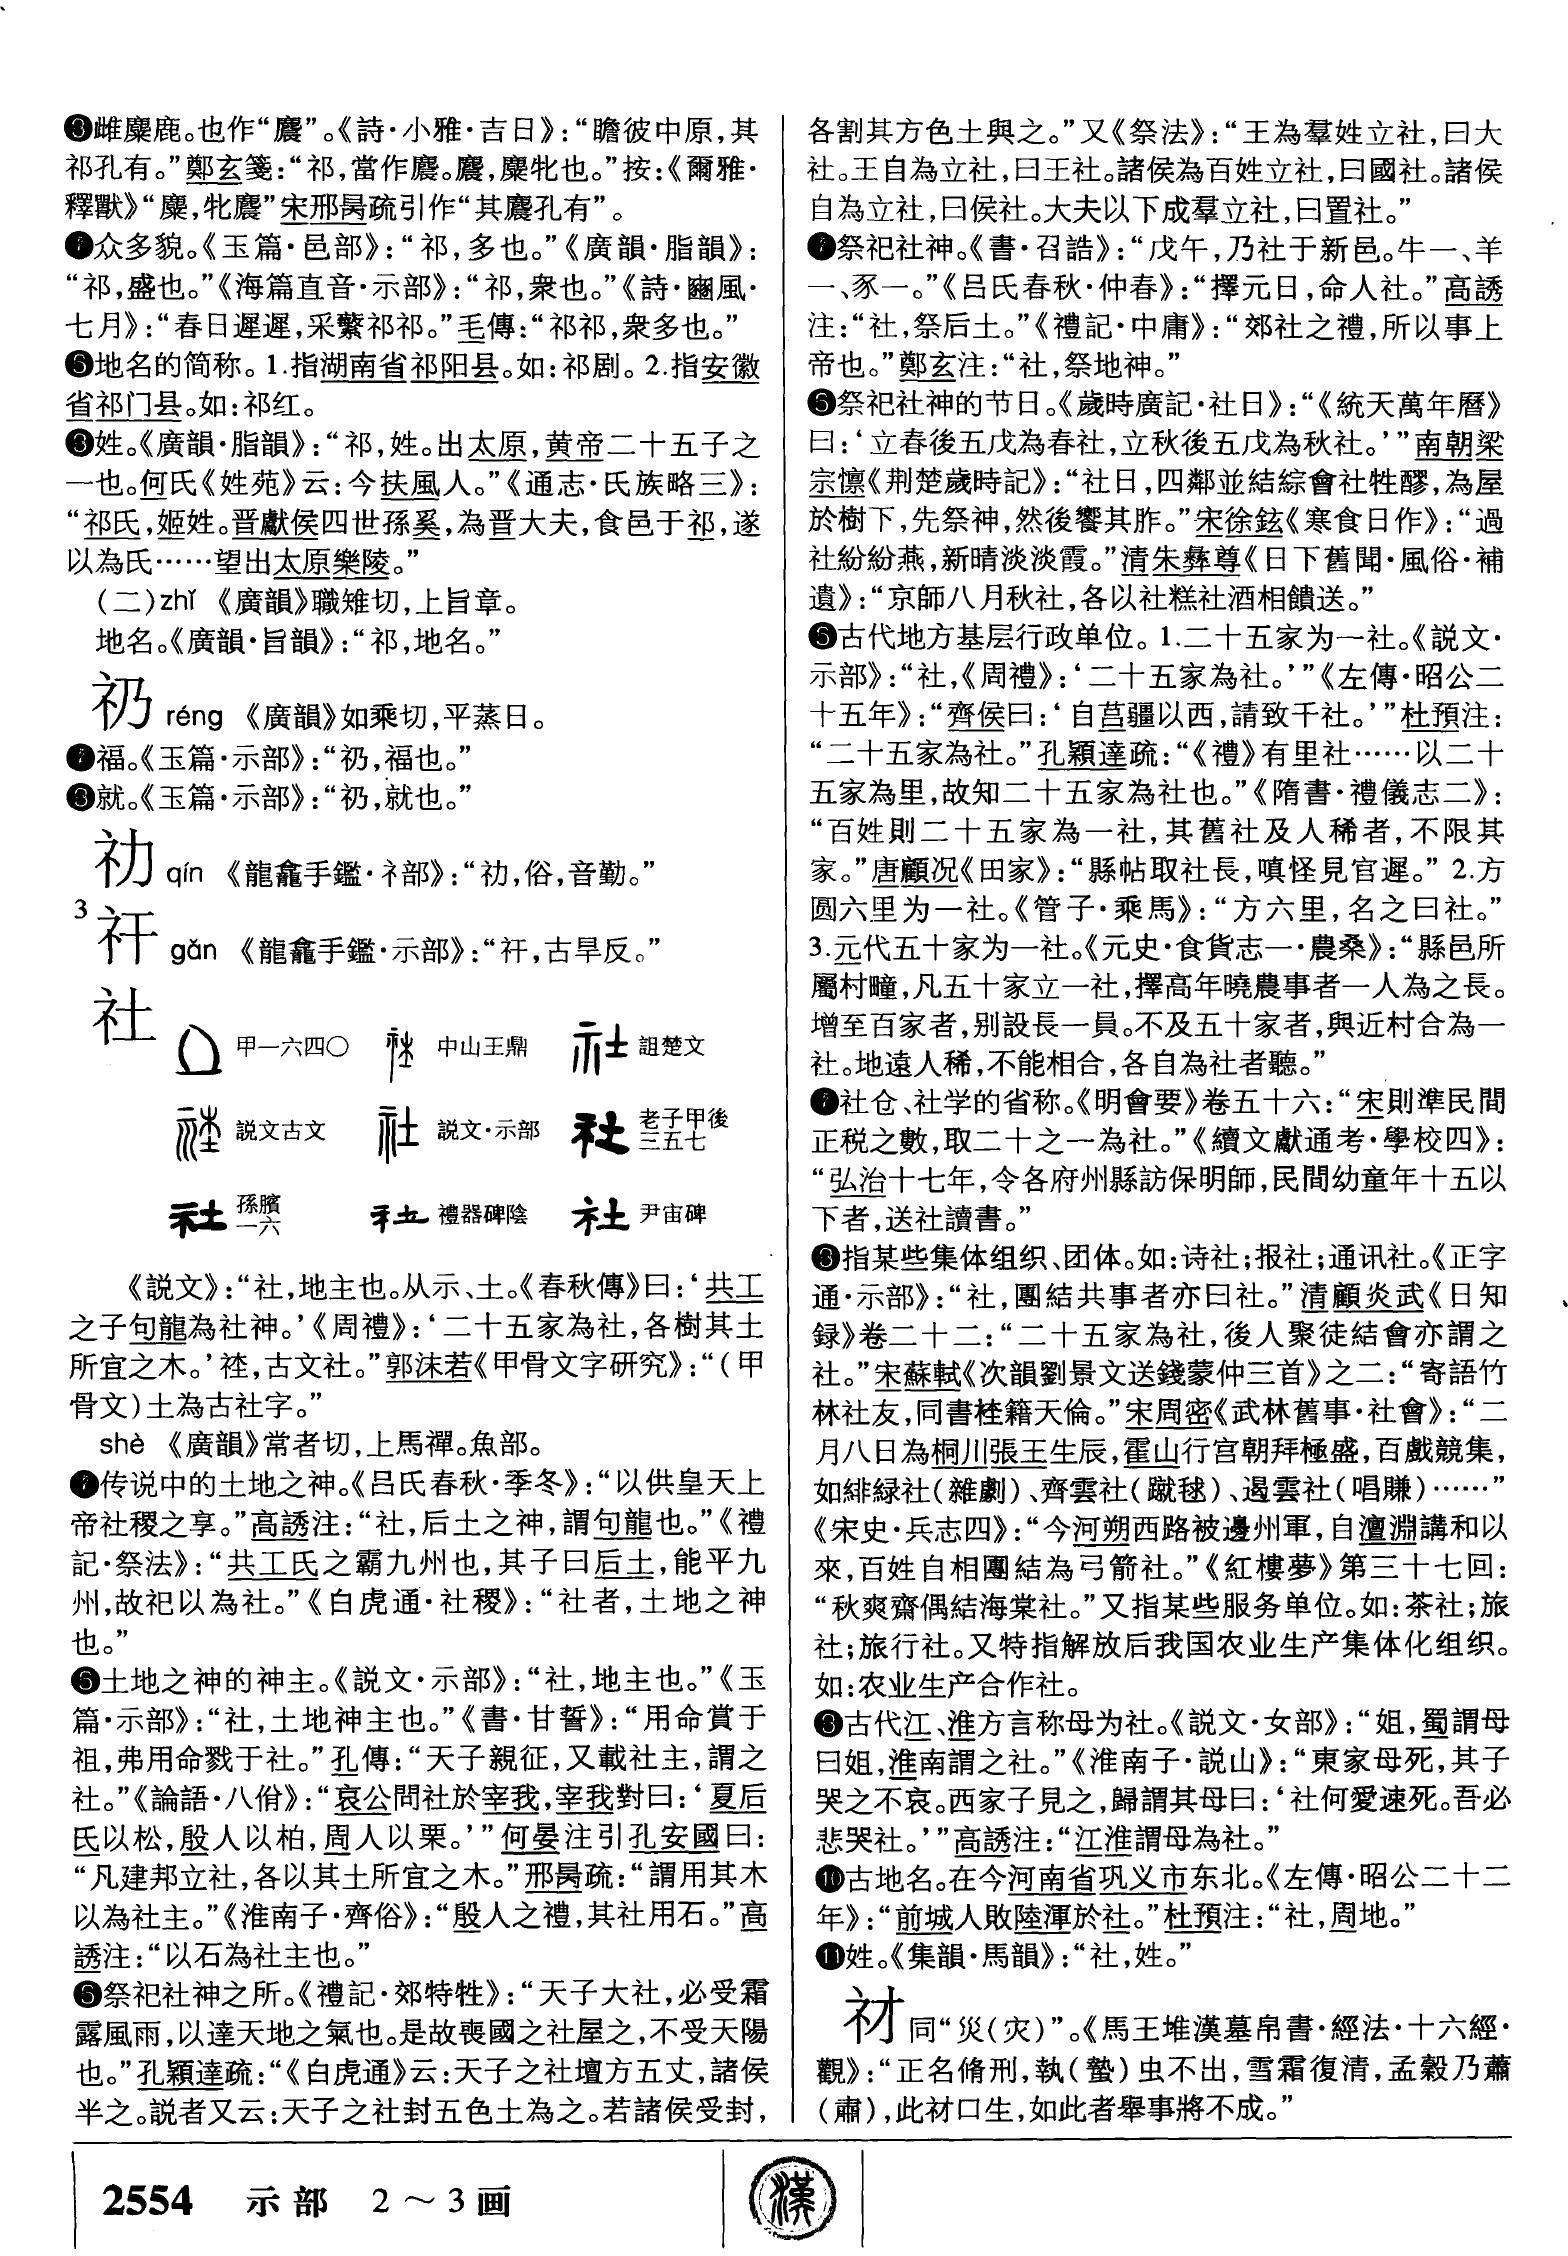 ❸雌麋鹿。也作“麎”。《詩·小雅·吉日》：“瞻彼中原，其
祁孔有。”鄭玄箋：“祁，當作麎。麎，麋牝也。”按：《爾雅·
釋獸》“麋，牝麎”宋邢昺疏引作“其麎孔有”。
众多貌。《玉篇·邑部》：“祁，多也。”《廣韻·脂韻》：
“祁，盛也。”《海篇直音·示部》：“祁，衆也。”《詩·豳風·
七月》：“春日遲遲，采蘩祁祁。”毛傳：“祁祁，衆多也。”
地名的简称。1.指湖南省祁阳县。如：祁剧。2.指安徽
省祁门县。如：祁红。
姓。《廣韻·脂韻》：“祁，姓。出太原，黄帝二十五子之
一也。何氏《姓苑》云：今扶風人。”《通志·氏族略三》：
“祁氏，姬姓。晋獻侯四世孫奚，為晋大夫，食邑于祁，遂
以為氏……望出太原樂陵。”
（二）zhǐ 《廣韻》職雉切，上旨章。
地名。《廣韻·旨韻》：“祁，地名。”
礽 réng 《廣韻》如乘切，平蒸日。
福。《玉篇·示部》：“礽，福也。”
就。《玉篇·示部》：“礽，就也。”
𥘊 qín 《龍龕手鑑·礻部》：“𥘊，俗，音勤。”
3
䄎 gǎn 《龍龕手鑑·示部》：“䄎，古旱反。”
社
甲一六四〇 中山王鼎 詛楚文
説文古文 説文·示部 老子甲後三五七
孫臏一六 禮器碑陰 尹宙碑
《説文》：“社，地主也。从示、土。《春秋傳》曰：‘共工
之子句龍為社神。’《周禮》：‘二十五家為社，各樹其土
所宜之木。’䄕，古文社。”郭沫若《甲骨文字研究》：“（甲
骨文）土為古社字。”
shè 《廣韻》常者切，上馬禪。魚部。
传说中的土地之神。《吕氏春秋·季冬》：“以供皇天上
帝社稷之享。”高誘注：“社，后土之神，謂句龍也。”《禮
記·祭法》：“共工氏之霸九州也，其子曰后土，能平九
州，故祀以為社。”《白虎通·社稷》：“社者，土地之神
也。”
土地之神的神主。《説文·示部》：“社，地主也。”《玉
篇·示部》：“社，土地神主也。”《書·甘誓》：“用命賞于
祖，弗用命戮于社。”孔傳：“天子親征，又載社主，謂之
社。”《論語·八佾》：“哀公問社於宰我，宰我對曰：‘夏后
氏以松，殷人以柏，周人以栗。’”何晏注引孔安國曰：
“凡建邦立社，各以其土所宜之木。”邢昺疏：“謂用其木
以為社主。”《淮南子·齊俗》：“殷人之禮，其社用石。”高
誘注：“以石為社主也。”
祭祀社神之所。《禮記·郊特牲》：“天子大社，必受霜
露風雨，以達天地之氣也。是故喪國之社屋之，不受天陽
也。”孔穎達疏：“《白虎通》云：天子之社壇方五丈，諸侯
半之。説者又云：天子之社封五色土為之。若諸侯受封，
各割其方色土與之。”又《祭法》：“王為羣姓立社，曰大
社。王自為立社，曰王社。諸侯為百姓立社，曰國社。諸侯
自為立社，曰侯社。大夫以下成羣立社，曰置社。”
祭祀社神。《書·召誥》：“戊午，乃社于新邑。牛一、羊
一、豕一。”《吕氏春秋·仲春》：“擇元日，命人社。”高誘
注：“社，祭后土。”《禮記·中庸》：“郊社之禮，所以事上
帝也。”鄭玄注：“社，祭地神。”
祭祀社神的节日。《歲時廣記·社日》：“《統天萬年曆》
曰：‘立春後五戊為春社，立秋後五戊為秋社。’”南朝梁
宗懔《荆楚歲時記》：“社日，四鄰並結綜會社牲醪，為屋
於樹下，先祭神，然後饗其胙。”宋徐鉉《寒食日作》：“過
社紛紛燕，新晴淡淡霞。”清朱彝尊《日下舊聞·風俗·補
遺》：“京師八月秋社，各以社糕社酒相饋送。”
古代地方基层行政单位。1.二十五家为一社。《説文·
示部》：“社，《周禮》：‘二十五家為社。’”《左傳·昭公二
十五年》：“齊侯曰：‘自莒疆以西，請致千社。’”杜預注：
“二十五家為社。”孔穎達疏：“《禮》有里社……以二十
五家為里，故知二十五家為社也。”《隋書·禮儀志二》：
“百姓則二十五家為一社，其舊社及人稀者，不限其
家。”唐顧况《田家》：“縣帖取社長，嗔怪見官遲。” 2.方
圆六里为一社。《管子·乘馬》：“方六里，名之曰社。”
3.元代五十家为一社。《元史·食貨志一·農桑》：“縣邑所
屬村疃，凡五十家立一社，擇高年曉農事者一人為之長。
增至百家者，别設長一員。不及五十家者，與近村合為一
社。地遠人稀，不能相合，各自為社者聽。”
社仓、社学的省称。《明會要》卷五十六：“宋則準民間
正税之數，取二十之一為社。”《續文獻通考·學校四》：
“弘治十七年，令各府州縣訪保明師，民間幼童年十五以
下者，送社讀書。”
指某些集体组织、团体。如：诗社；报社；通讯社。《正字
通·示部》：“社，團結共事者亦曰社。”清顧炎武《日知
録》卷二十二：“二十五家為社，後人聚徒結會亦謂之
社。”宋蘇軾《次韻劉景文送錢蒙仲三首》之二：“寄語竹
林社友，同書桂籍天倫。”宋周密《武林舊事·社會》：“二
月八日為桐川張王生辰，霍山行宫朝拜極盛，百戲競集，
如緋緑社（雜劇）、齊雲社（蹴毬）、遏雲社（唱賺）……”
《宋史·兵志四》：“今河朔西路被邊州軍，自澶淵講和以
來，百姓自相團結為弓箭社。”《紅樓夢》第三十七回：
“秋爽齋偶結海棠社。”又指某些服务单位。如：茶社；旅
社；旅行社。又特指解放后我国农业生产集体化组织。
如：农业生产合作社。
古代江、淮方言称母为社。《説文·女部》：“姐，蜀謂母
曰姐，淮南謂之社。”《淮南子·説山》：“東家母死，其子
哭之不哀。西家子見之，歸謂其母曰：‘社何愛速死。吾必
悲哭社。’”高誘注：“江淮謂母為社。”
❿古地名。在今河南省巩义市东北。《左傳·昭公二十二
年》：“前城人敗陸渾於社。”杜預注：“社，周地。”
⓫姓。《集韻·馬韻》：“社，姓。”
𥘎 同“災（灾）”。《馬王堆漢墓帛書·經法·十六經·
觀》：“正名脩刑，執（蟄）虫不出，雪霜復清，孟穀乃蕭
（肅），此𥘎口生，如此者舉事將不成。”
2554 示部 2～3画
漢